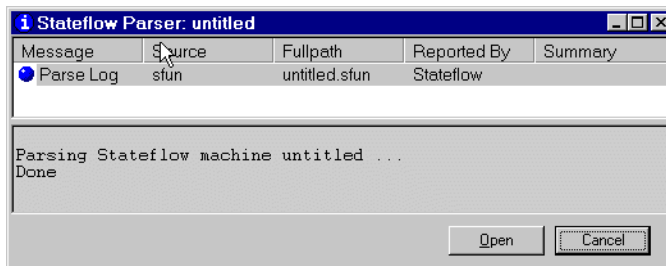 Stateflow Parser: untitled
Message Source Fullpath Reported By Summary
Parse Log sfun untitled.sfun Stateflow
Parsing Stateflow machine untitled ...
Done
Open Cancel